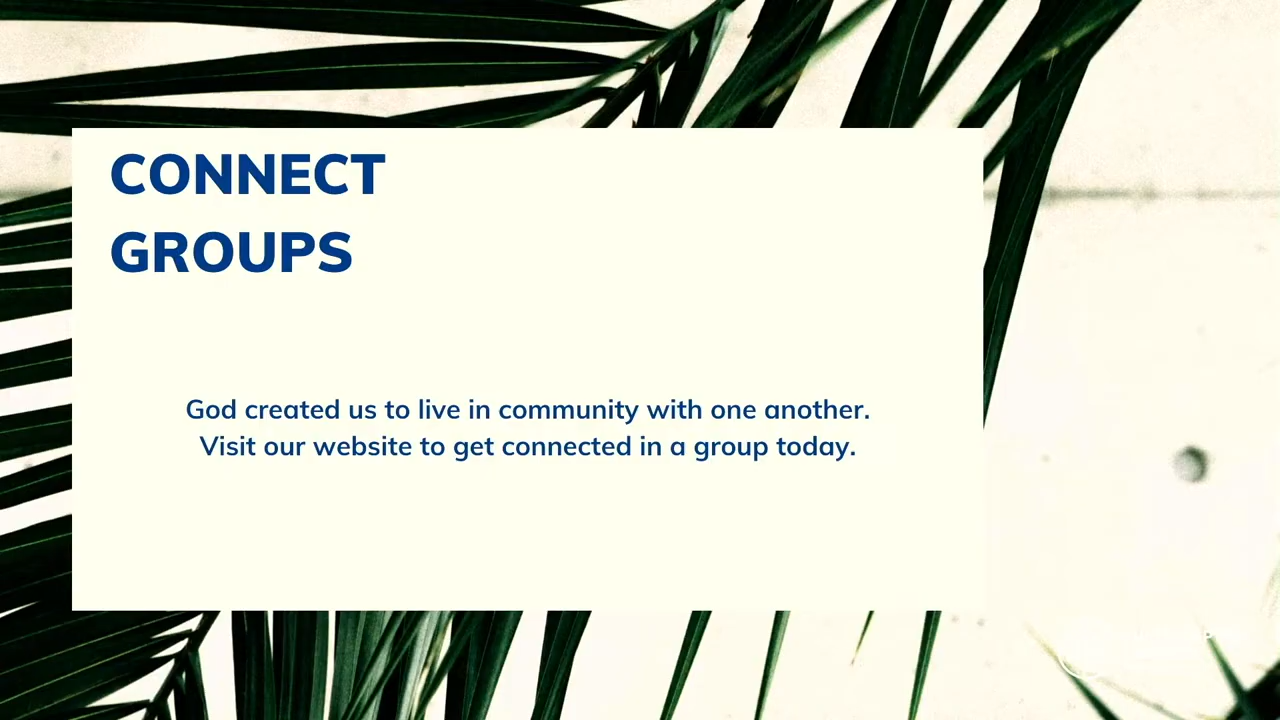 CONNECT
GROUPS
God created us to live in community with one another.
Visit our website to get connected in a group today.